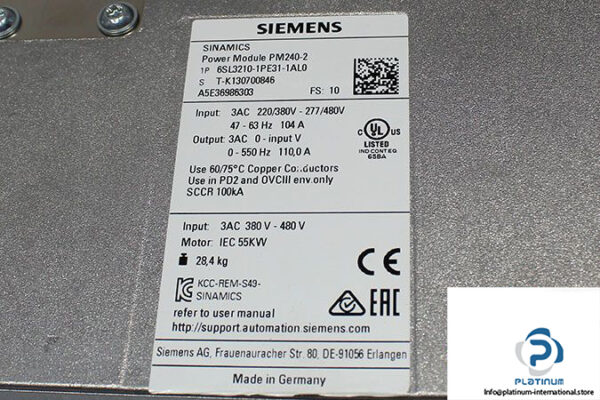 SIEMENS
SINAMICS
Power Module PM240-2
1P 6SL3210-1PE31-1AL0
S T-K130700846
A5E36986303 FS: 10
Input: 3AC 220/380V - 277/480V
47 - 63 Hz 104 A
Output: 3AC 0 - input V
0 - 550 Hz 110,0 A
Use 60/75°C Copper Conductors
Use in PD2 and OVCIII env.only
SCCR 100kA
C UL US
LISTED
IND CONT EQ
65BA
Input: 3AC 380 V - 480 V
Motor: IEC 55KW
28,4 kg
CE
KCC-REM-S49-
SINAMICS
EAC
refer to user manual
http://support.automation.siemens.com
Siemens AG, Frauenauracher Str. 80, DE-91056 Erlangen
Made in Germany
PLATINUM
Info@platinum-international.store